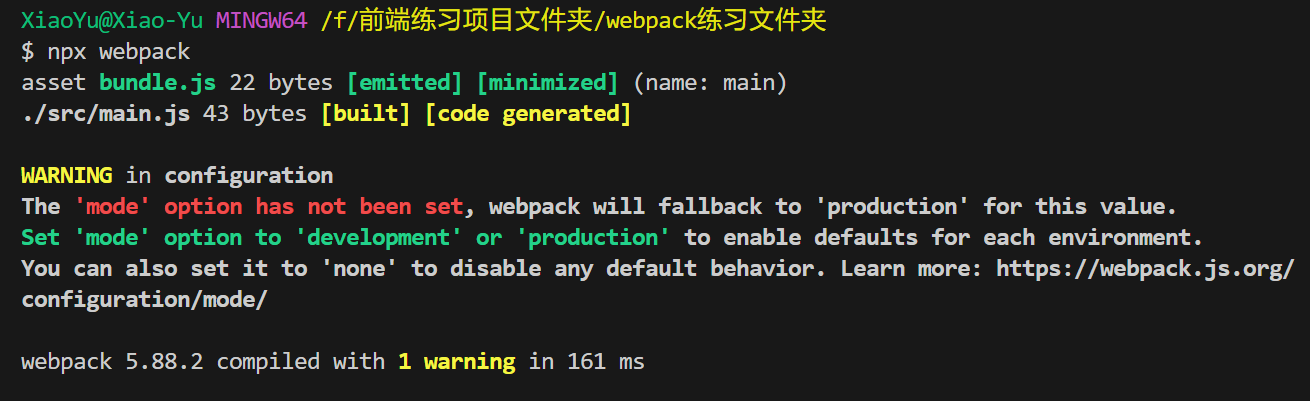 XiaoYu@Xiao-Yu MINGW64 /f/前端练习项目文件夹/webpack练习文件夹
$ npx webpack
asset bundle.js 22 bytes [emitted] [minimized] (name: main)
./src/main.js 43 bytes [built] [code generated]
WARNING in configuration
The 'mode' option has not been set, webpack will fallback to 'production' for this value.
Set 'mode' option to 'development' or 'production' to enable defaults for each environment.
You can also set it to 'none' to disable any default behavior. Learn more: https://webpack.js.org/
configuration/mode/
webpack 5.88.2 compiled with 1 warning in 161 ms